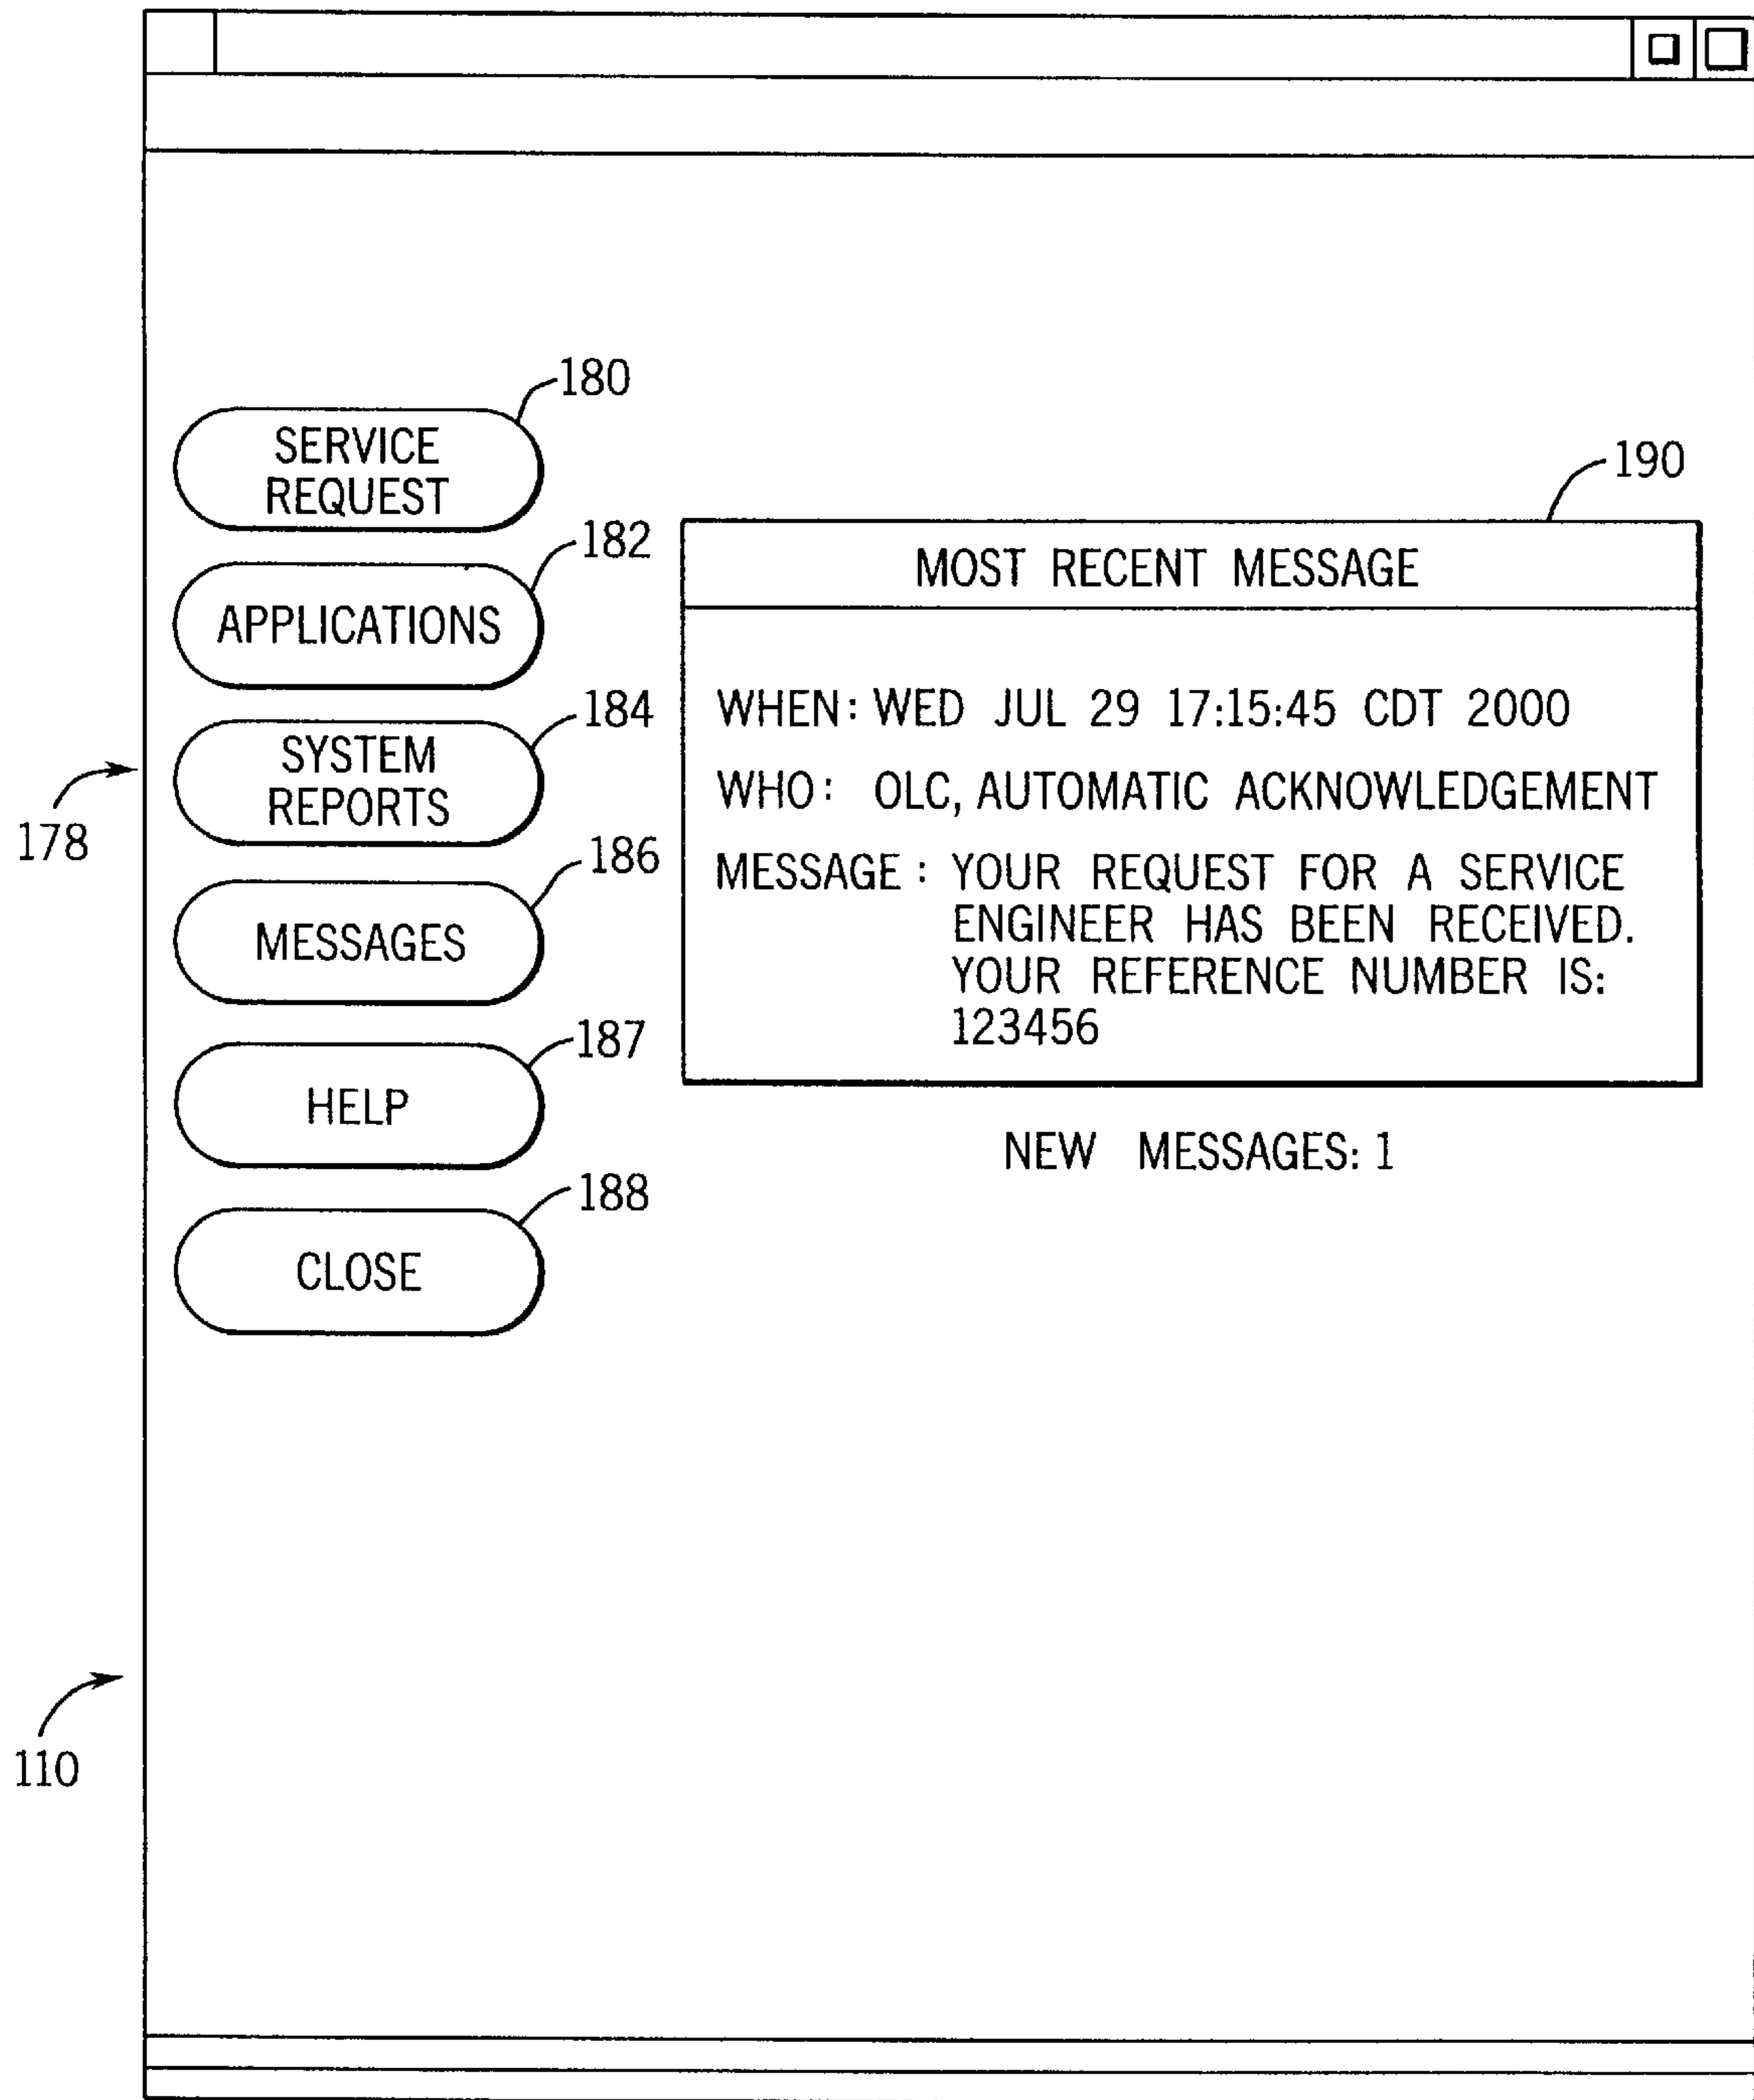 180
SERVICE
REQUEST
182
APPLICATIONS
184
SYSTEM
REPORTS
178
186
MESSAGES
187
HELP
188
CLOSE
190
MOST RECENT MESSAGE
WHEN: WED JUL 29 17:15:45 CDT 2000
WHO: OLC, AUTOMATIC ACKNOWLEDGEMENT
MESSAGE: YOUR REQUEST FOR A SERVICE
ENGINEER HAS BEEN RECEIVED.
YOUR REFERENCE NUMBER IS:
123456
NEW MESSAGES: 1
110